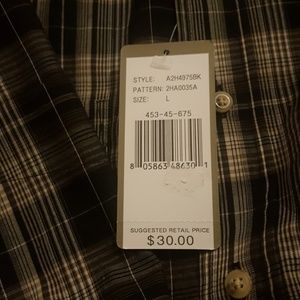 STYLE: A2H4975BK
PATTERN: 2HA0035A
SIZE: L
453-45-675
8 05863 48630 1
SUGGESTED RETAIL PRICE
$30.00